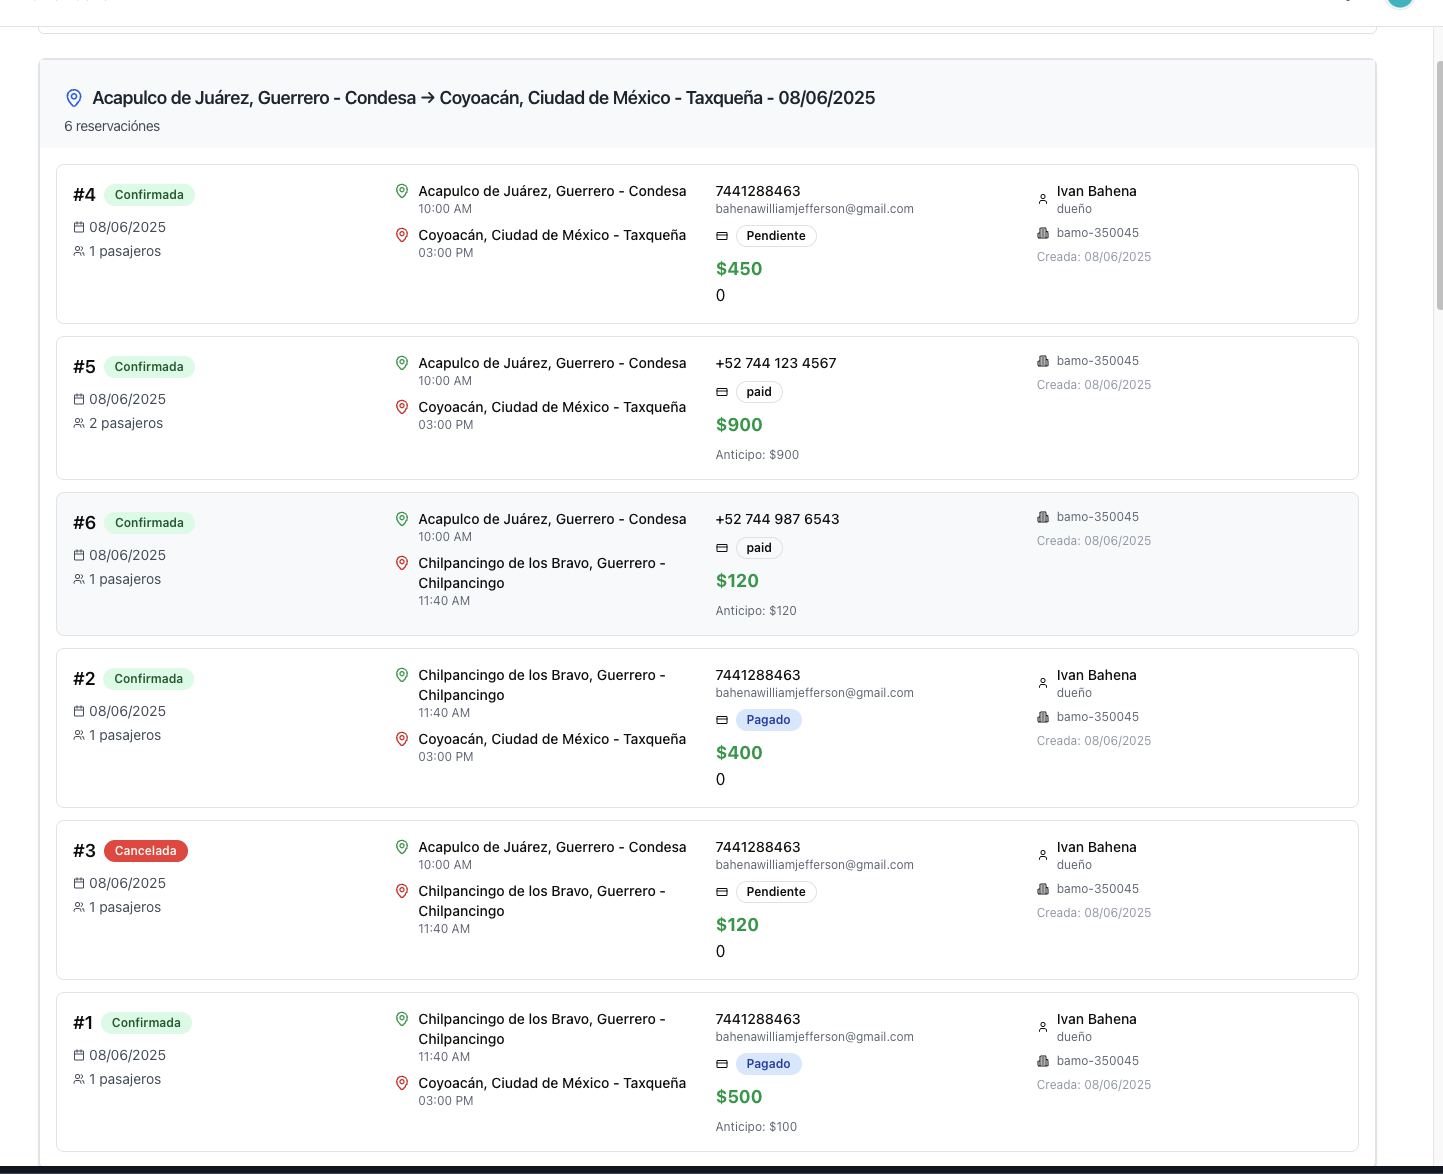 Acapulco de Juárez, Guerrero - Condesa → Coyoacán, Ciudad de México - Taxqueña - 08/06/2025
6 reservaciónes
#4 Confirmada
08/06/2025
1 pasajeros
Acapulco de Juárez, Guerrero - Condesa
10:00 AM
Coyoacán, Ciudad de México - Taxqueña
03:00 PM
7441288463
bahenawilliamjefferson@gmail.com
Pendiente
$450
0
Ivan Bahena
dueño
bamo-350045
Creada: 08/06/2025
#5 Confirmada
08/06/2025
2 pasajeros
Acapulco de Juárez, Guerrero - Condesa
10:00 AM
Coyoacán, Ciudad de México - Taxqueña
03:00 PM
+52 744 123 4567
paid
$900
Anticipo: $900
bamo-350045
Creada: 08/06/2025
#6 Confirmada
08/06/2025
1 pasajeros
Acapulco de Juárez, Guerrero - Condesa
10:00 AM
Chilpancingo de los Bravo, Guerrero -
Chilpancingo
11:40 AM
+52 744 987 6543
paid
$120
Anticipo: $120
bamo-350045
Creada: 08/06/2025
#2 Confirmada
08/06/2025
1 pasajeros
Chilpancingo de los Bravo, Guerrero -
Chilpancingo
11:40 AM
Coyoacán, Ciudad de México - Taxqueña
03:00 PM
7441288463
bahenawilliamjefferson@gmail.com
Pagado
$400
0
Ivan Bahena
dueño
bamo-350045
Creada: 08/06/2025
#3 Cancelada
08/06/2025
1 pasajeros
Acapulco de Juárez, Guerrero - Condesa
10:00 AM
Chilpancingo de los Bravo, Guerrero -
Chilpancingo
11:40 AM
7441288463
bahenawilliamjefferson@gmail.com
Pendiente
$120
0
Ivan Bahena
dueño
bamo-350045
Creada: 08/06/2025
#1 Confirmada
08/06/2025
1 pasajeros
Chilpancingo de los Bravo, Guerrero -
Chilpancingo
11:40 AM
Coyoacán, Ciudad de México - Taxqueña
03:00 PM
7441288463
bahenawilliamjefferson@gmail.com
Pagado
$500
Anticipo: $100
Ivan Bahena
dueño
bamo-350045
Creada: 08/06/2025